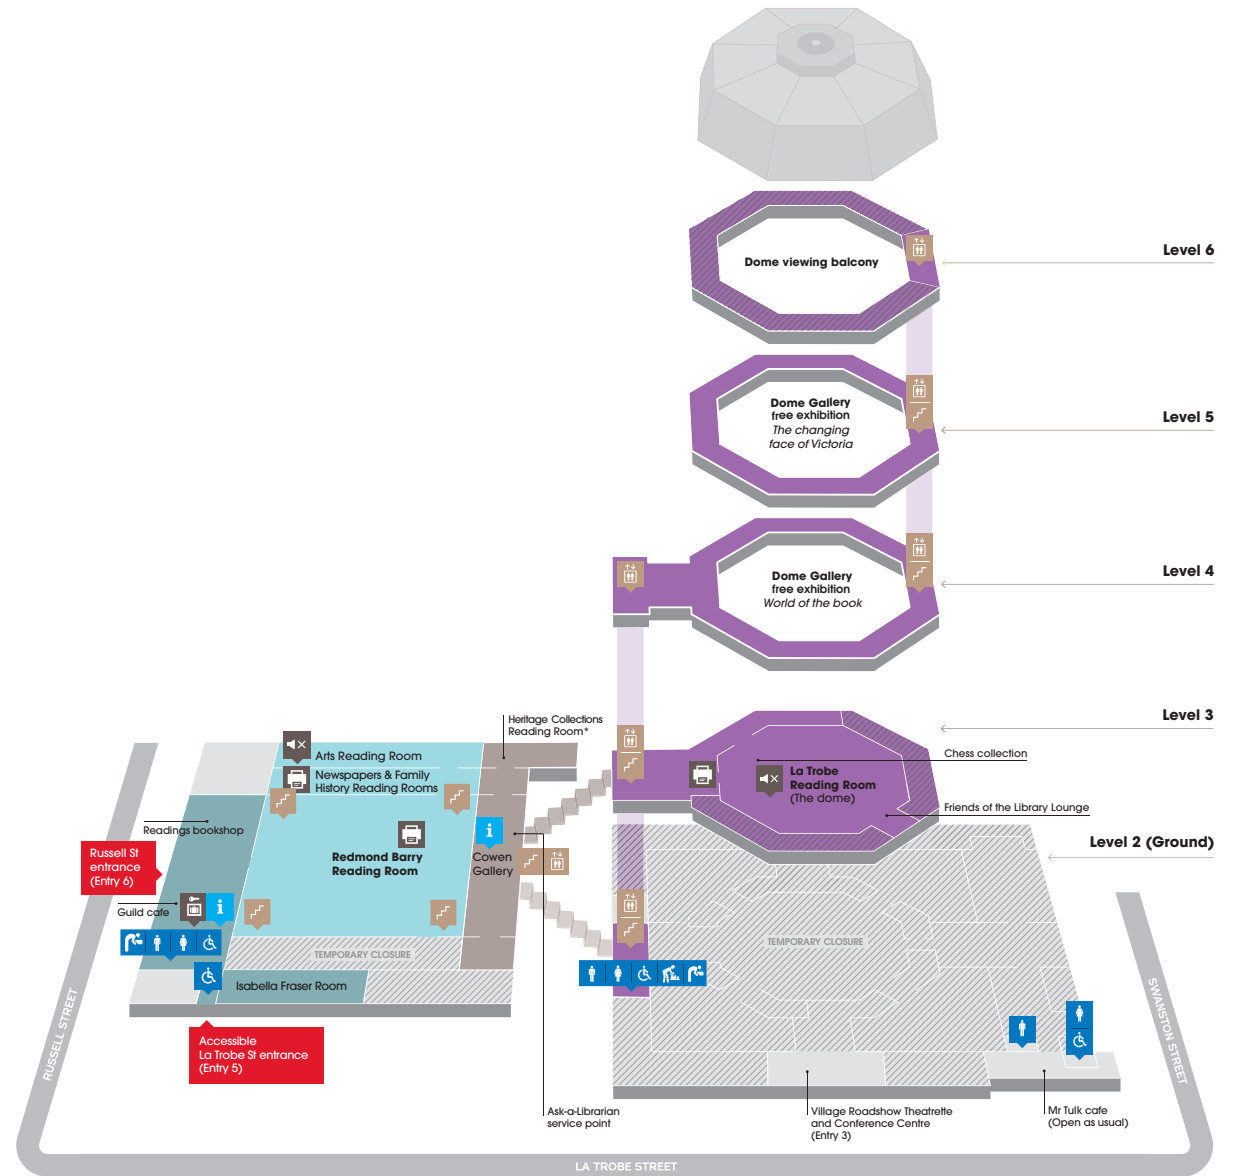 Level 6
Dome viewing balcony
Level 5
Dome Gallery
free exhibition
The changing
face of Victoria
Level 4
Dome Gallery
free exhibition
World of the book
Level 3
Heritage Collections
Reading Room*
Arts Reading Room
Newspapers & Family
History Reading Rooms
Chess collection
La Trobe
Reading Room
(The dome)
Friends of the Library Lounge
Readings bookshop
Level 2 (Ground)
Russell St
entrance
(Entry 6)
Redmond Barry
Reading Room
i
Cowen
Gallery
Guild cafe
i
TEMPORARY CLOSURE
TEMPORARY CLOSURE
Isabella Fraser Room
RUSSELL STREET
SWANSTON STREET
Accessible
La Trobe St entrance
(Entry 5)
Ask-a-Librarian
service point
Village Roadshow Theatrette
and Conference Centre
(Entry 3)
Mr Tulk cafe
(Open as usual)
LA TROBE STREET